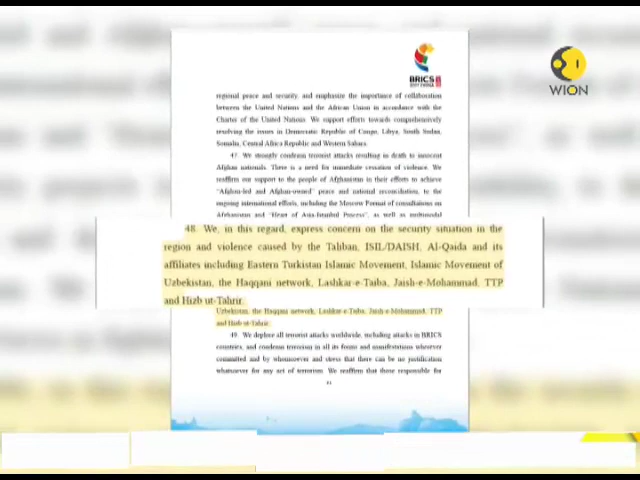 BRICS
2017 CHINA
WION
regional peace and security, and emphasize the importance of collaboration
between the United Nations and the African Union in accordance with the
Charter of the United Nations. We support efforts towards comprehensively
resolving the issues in Democratic Republic of Congo, Libya, South Sudan,
Somalia, Central Africa Republic and Western Sahara.
47. We strongly condemn terrorist attacks resulting in death to innocent
Afghan nationals. There is a need for immediate cessation of violence. We
reaffirm our support to the people of Afghanistan in their efforts to achieve
"Afghan-led and Afghan-owned" peace and national reconciliation, to the
ongoing international efforts, including the Moscow Format of consultations on
Afghanistan and "Heart of Asia-Istanbul Process", as well as multimodal
48. We, in this regard, express concern on the security situation in the
region and violence caused by the Taliban, ISIL/DAISH, Al-Qaida and its
affiliates including Eastern Turkistan Islamic Movement, Islamic Movement of
Uzbekistan, the Haqqani network, Lashkar-e-Taiba, Jaish-e-Mohammad, TTP
and Hizb ut-Tahrir.
Uzbekistan, the Haqqani network, Lashkar-e-Taiba, Jaish-e-Mohammad, TTP
and Hizb ut-Tahrir.
49. We deplore all terrorist attacks worldwide, including attacks in BRICS
countries, and condemn terrorism in all its forms and manifestations wherever
committed and by whomsoever and stress that there can be no justification
whatsoever for any act of terrorism. We reaffirm that those responsible for